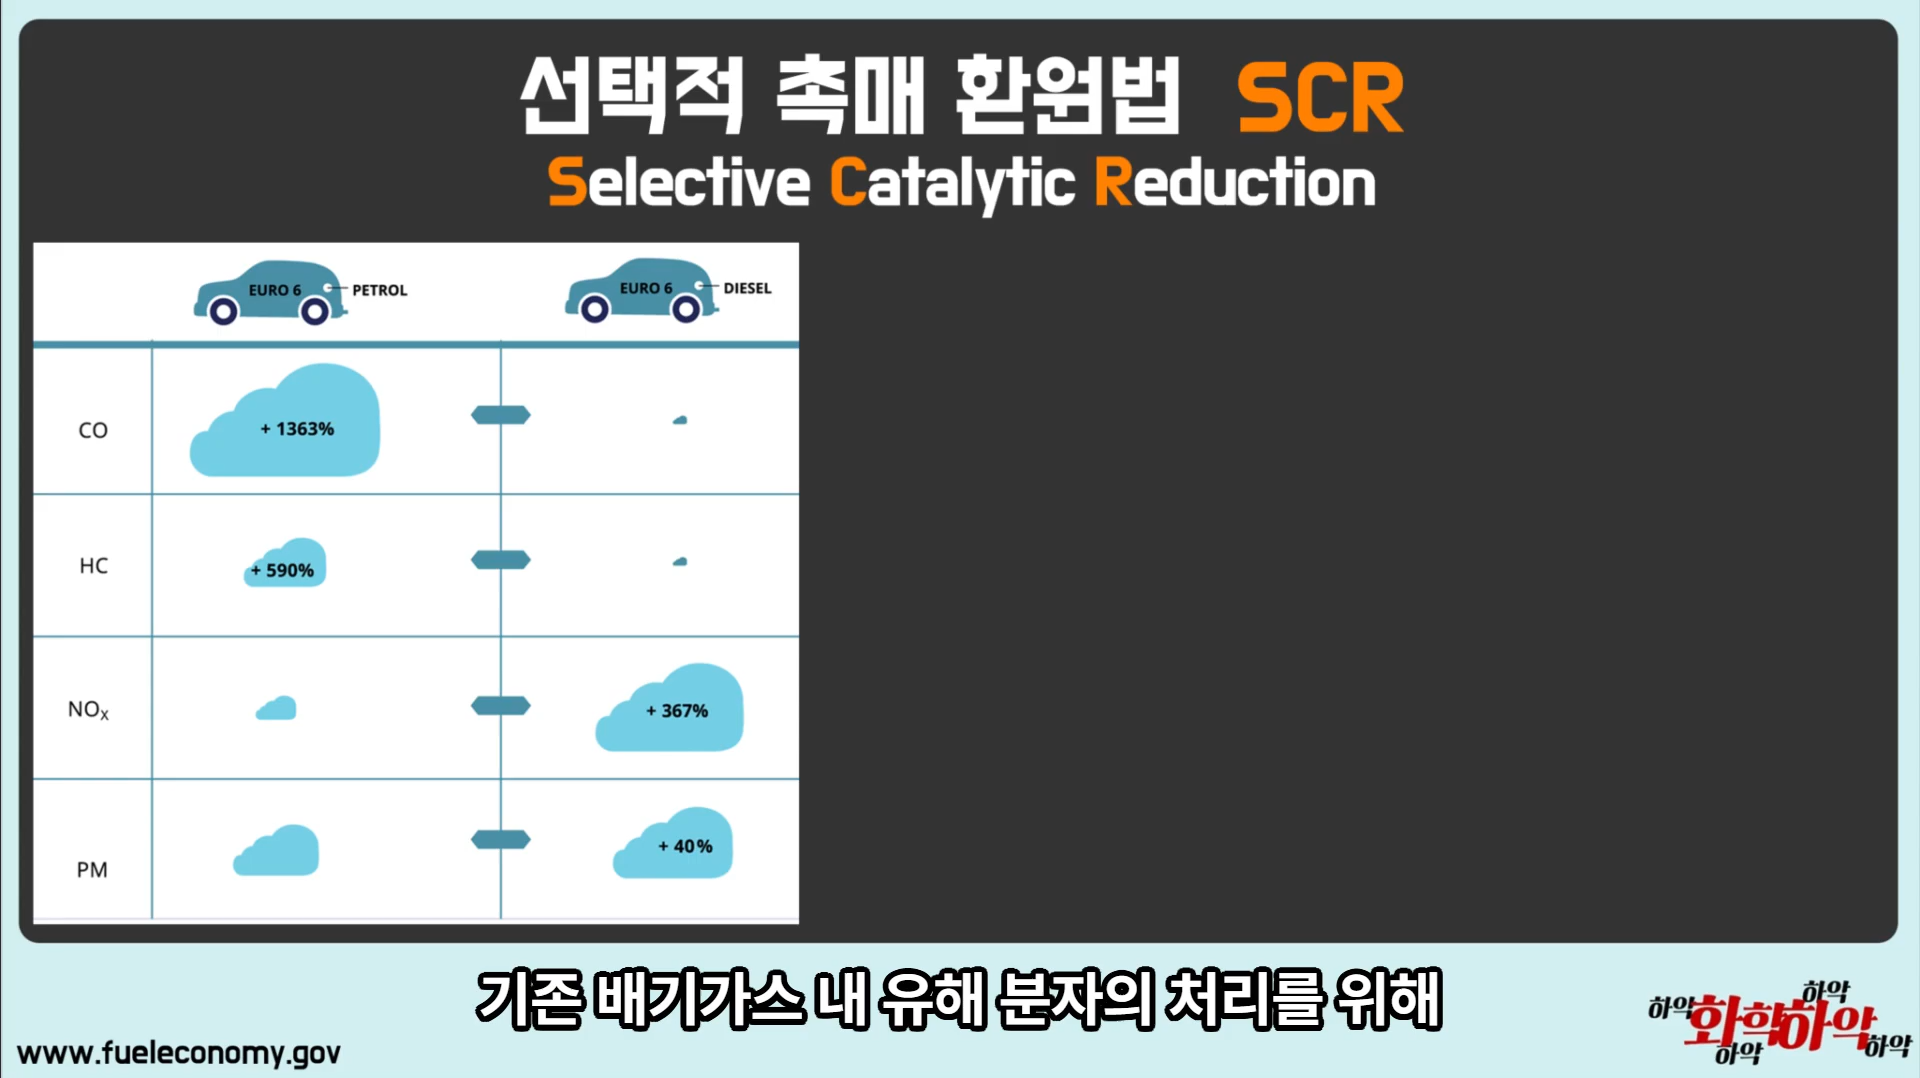 선택적 촉매 환원법 SCR
Selective Catalytic Reduction
EURO 6 PETROL
EURO 6 DIESEL
CO + 1363%
HC + 590%
NOX + 367%
PM + 40%
기존 배기가스 내 유해 분자의 처리를 위해
www.fueleconomy.gov
하악 화학하악 하악
하악 하악